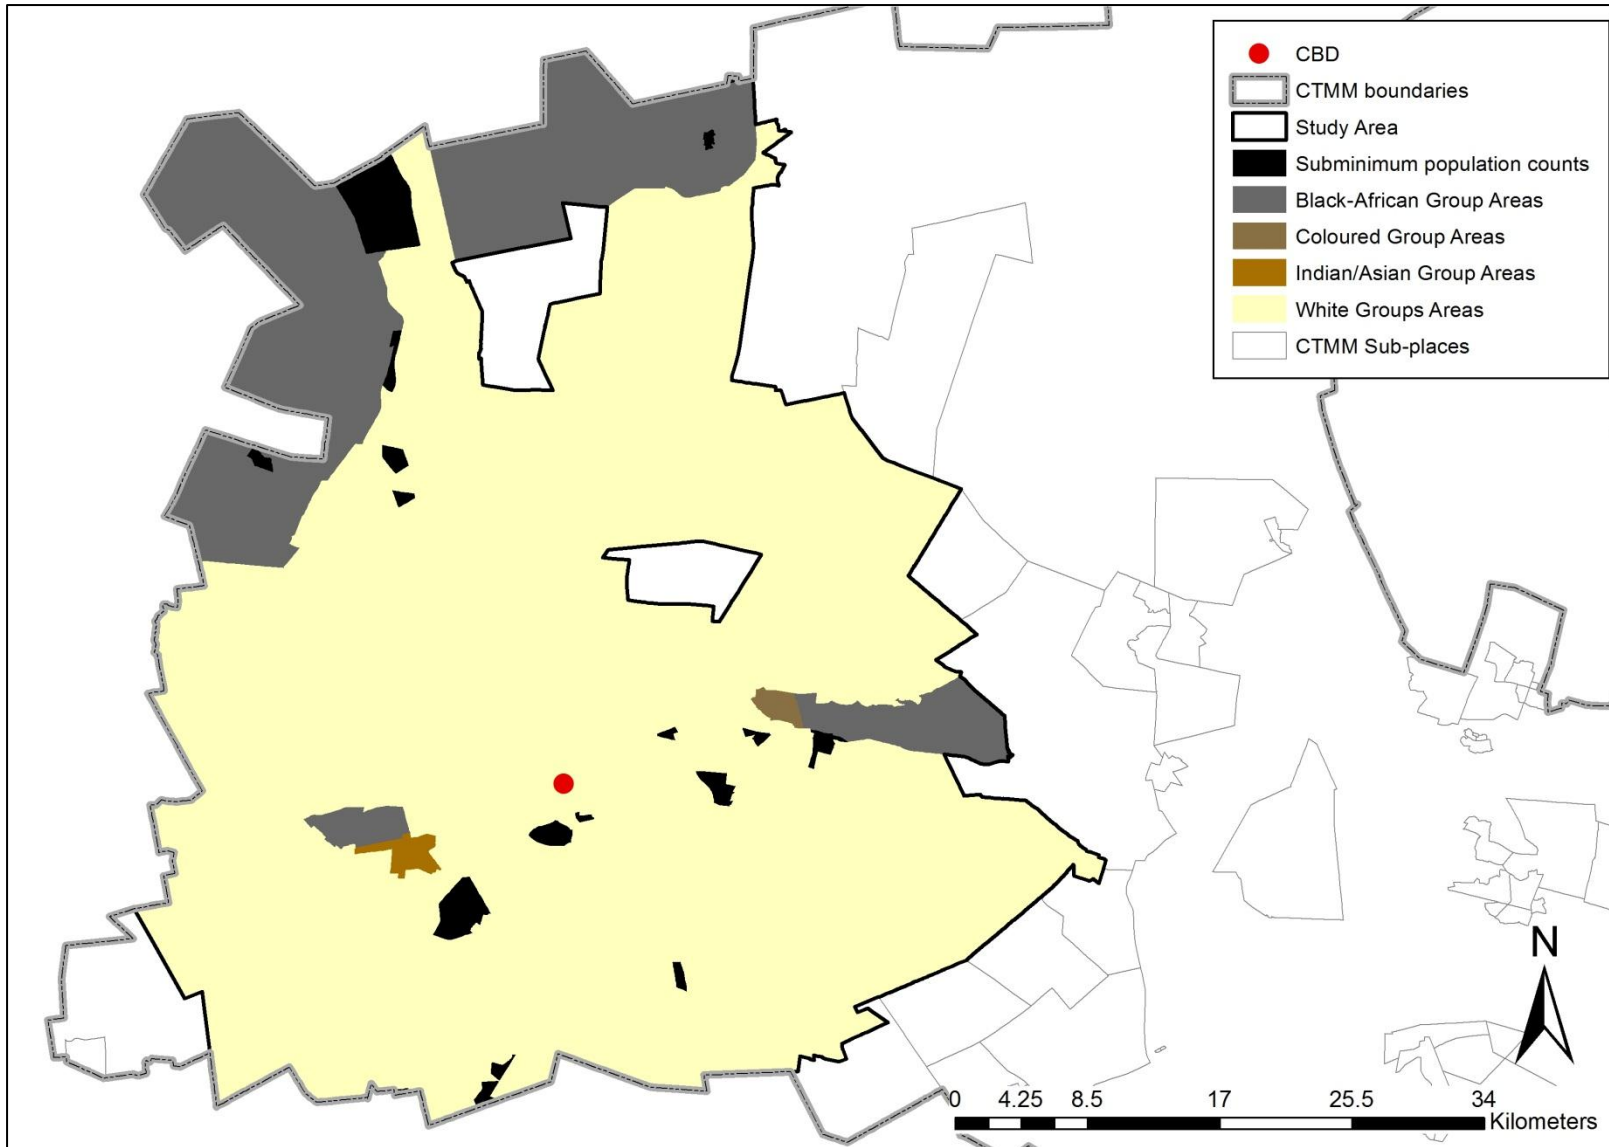 CBD
CTMM boundaries
Study Area
Subminimum population counts
Black-African Group Areas
Coloured Group Areas
Indian/Asian Group Areas
White Groups Areas
CTMM Sub-places
N
0 4.25 8.5 17 25.5 34
Kilometers